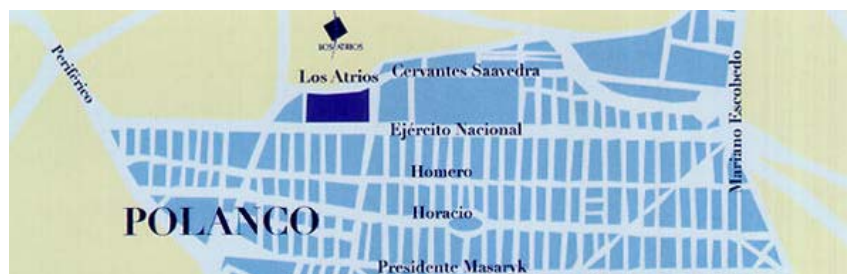 LOS ATRIOS
Los Atrios
Cervantes Saavedra
Periférico
Mariano Escobedo
Ejército Nacional
Homero
POLANCO
Horacio
Presidente Masaryk